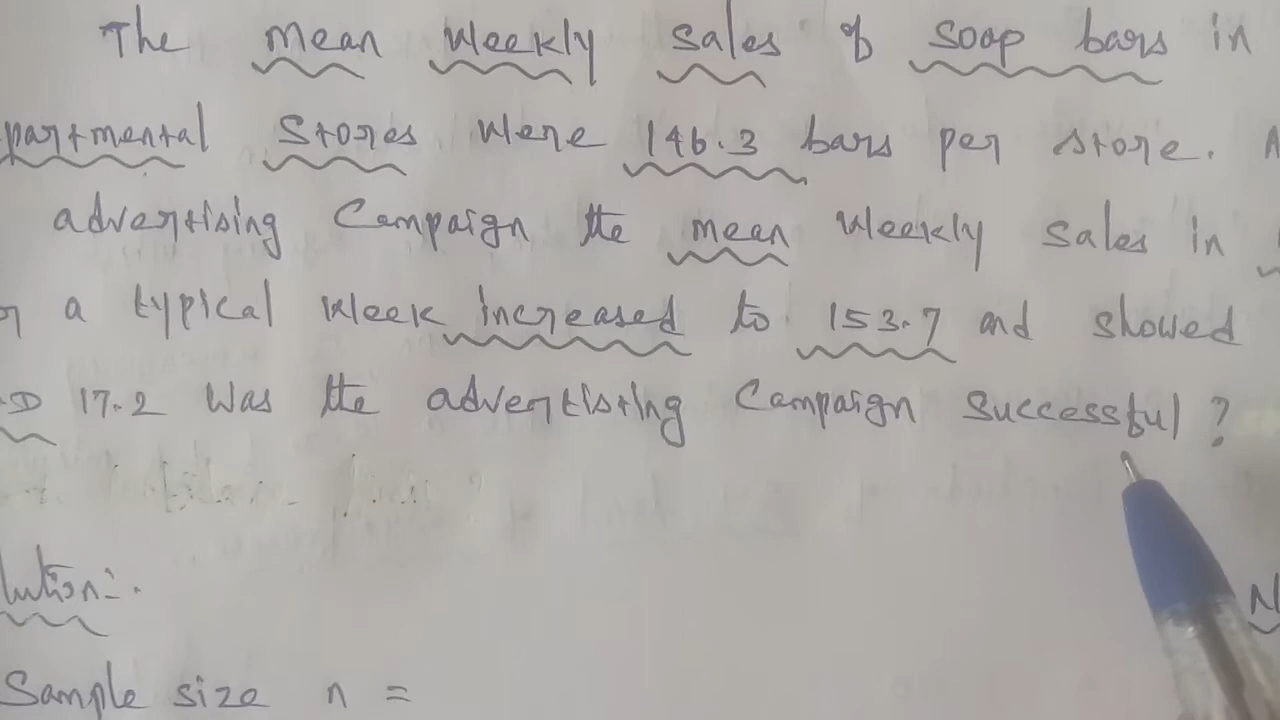 The mean weekly sales of soap bars in
partmental stores were 146.3 bars per store. A
advertising Campaign the mean weekly sales in
a typical week increased to 153.7 and showed
D 17.2 Was the advertising Campaign successful?
lution:-
Sample size n =
N